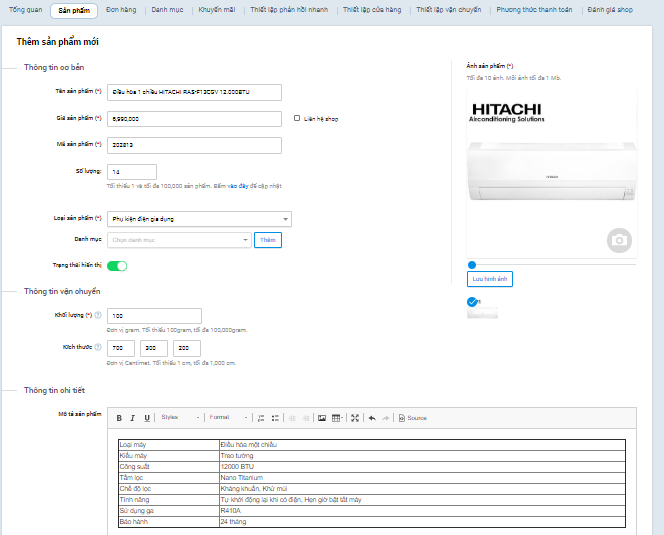 Tổng quan Sản phẩm Đơn hàng Danh mục Khuyến mãi Thiết lập phản hồi nhanh Thiết lập cửa hàng Thiết lập vận chuyển Phương thức thanh toán Đánh giá shop
Thêm sản phẩm mới
Thông tin cơ bản
Tên sản phẩm (*) Điều hòa 1 chiều HITACHI RAS-F13CGV 12.000BTU
Giá sản phẩm (*) 6,990,000 Liên hệ shop
Mã sản phẩm (*) 202813
Số lượng: 14
Tối thiểu 1 và tối đa 100,000 sản phẩm. Bấm vào đây để cập nhật
Loại sản phẩm (*) Phụ kiện điện gia dụng
Danh mục Chọn danh mục Thêm
Trạng thái hiển thị
Ảnh sản phẩm (*)
Tối đa 10 ảnh. Mỗi ảnh tối đa 1 Mb.
HITACHI
Airconditioning Solutions
HITACHI
Lưu hình ảnh
Thông tin vận chuyển
Khối lượng (*) 100
Đơn vị gram. Tối thiểu 100gram, tối đa 100,000gram.
Kích thước 700 300 200
Đơn vị Centimet. Tối thiểu 1 cm, tối đa 1,000 cm.
Thông tin chi tiết
Mô tả sản phẩm
B I U Styles Format Source
Loại máy Điều hòa một chiều
Kiểu máy Treo tường
Công suất 12000 BTU
Tấm lọc Nano Titanium
Chế độ lọc Kháng khuẩn, Khử mùi
Tính năng Tự khởi động lại khi có điện, Hẹn giờ bật tắt máy
Sử dụng ga R410A
Bảo hành 24 tháng